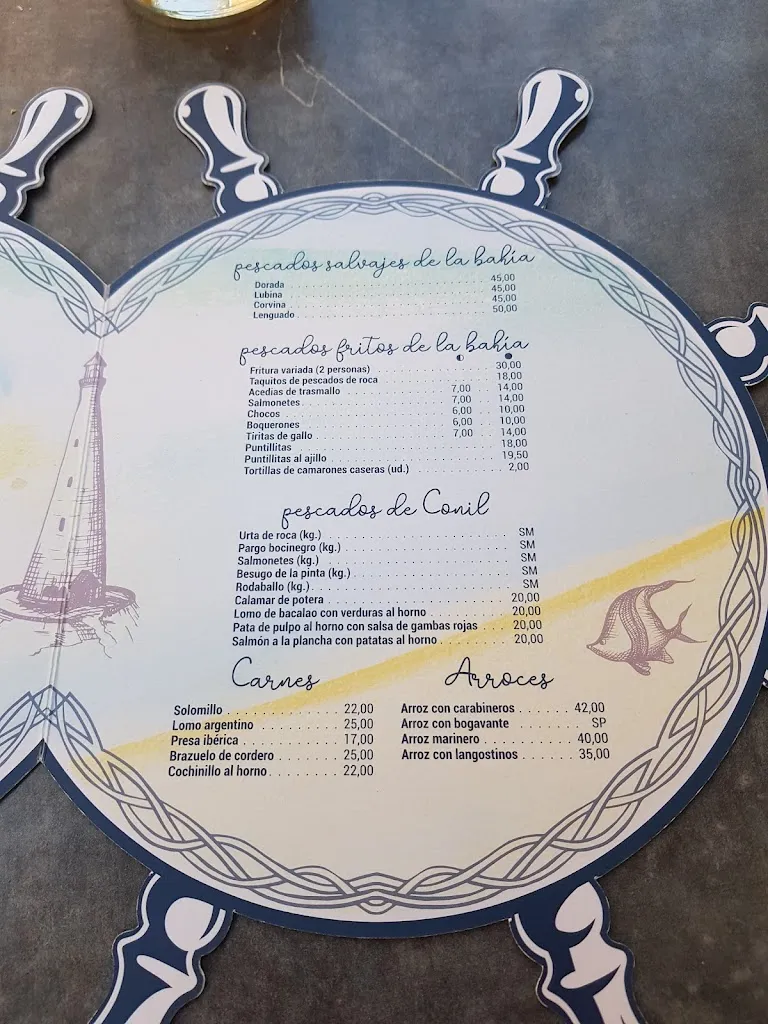 pescados salvajes de la bahía
Dorada 45,00
Lubina 45,00
Corvina 45,00
Lenguado 50,00
pescados fritos de la bahía
Fritura variada (2 personas) 30,00
Taquitos de pescados de roca 18,00
Acedias de trasmallo 7,00 14,00
Salmonetes 7,00 14,00
Chocos 6,00 10,00
Boquerones 6,00 10,00
Tiritas de gallo 7,00 14,00
Puntillitas 18,00
Puntillitas al ajillo 19,50
Tortillas de camarones caseras (ud.) 2,00
pescados de Conil
Urta de roca (kg.) SM
Pargo bocinegro (kg.) SM
Salmonetes (kg.) SM
Besugo de la pinta (kg.) SM
Rodaballo (kg.) SM
Calamar de potera 20,00
Lomo de bacalao con verduras al horno 20,00
Pata de pulpo al horno con salsa de gambas rojas 20,00
Salmón a la plancha con patatas al horno 20,00
Carnes
Solomillo 22,00
Lomo argentino 25,00
Presa ibérica 17,00
Brazuelo de cordero 25,00
Cochinillo al horno 22,00
Arroces
Arroz con carabineros 42,00
Arroz con bogavante SP
Arroz marinero 40,00
Arroz con langostinos 35,00